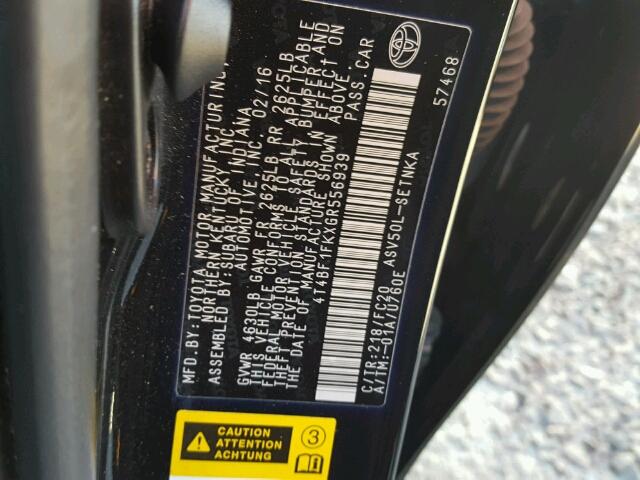 MFD.BY:TOYOTA MOTOR MANUFACTURING,
NORTHERN KENTUCKY, INC.
ASSEMBLED BY:SUBARU OF INDIANA
AUTOMOTIVE,INC. 02/16
GVWR 4630LB GAWR FR 2625LB RR 2625LB
THIS VEHICLE CONFORMS TO ALL APPLICABLE
FEDERAL MOTOR VEHICLE SAFETY, BUMPER, AND
THEFT PREVENTION STANDARDS IN EFFECT ON
THE DATE OF MANUFACTURE SHOWN ABOVE.
4T4BF1FKXGR556939 PASS.CAR
C/TR:218/FC20 ASV50L-SETNKA
A/TM:-01A/U760E
57468
CAUTION
ATTENTION
ACHTUNG
3